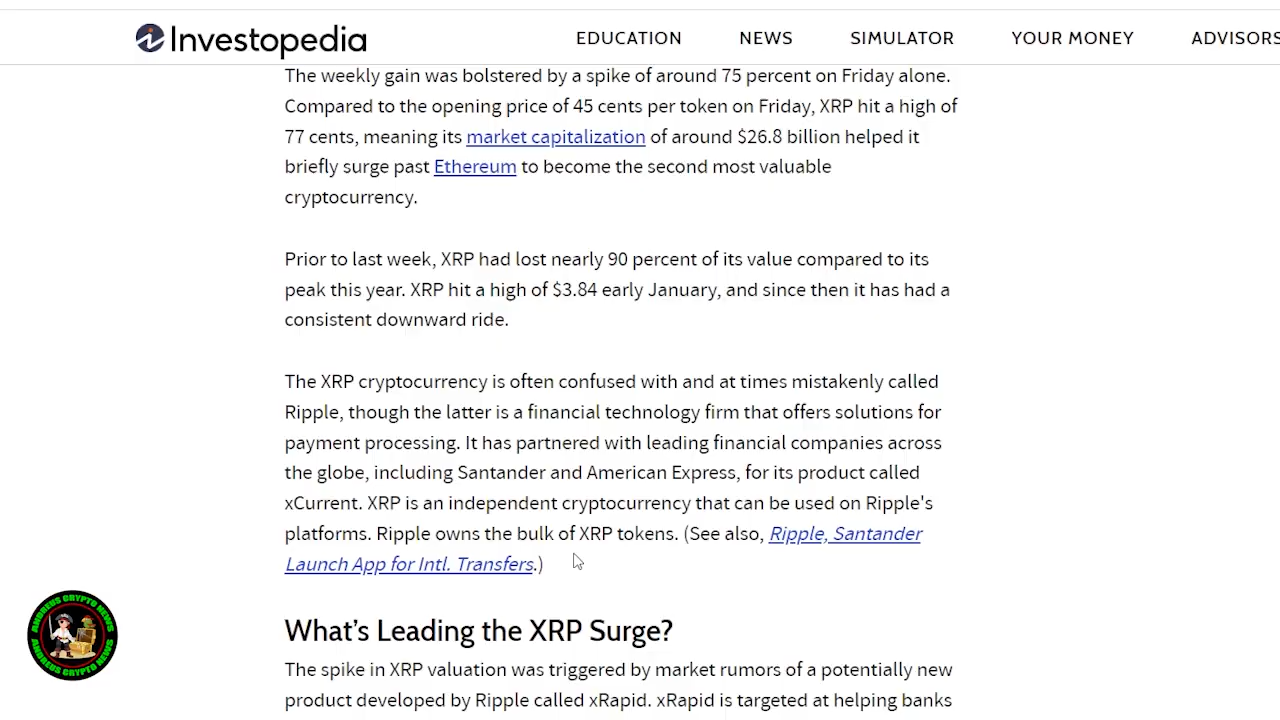 Investopedia
EDUCATION NEWS SIMULATOR YOUR MONEY ADVISORS
The weekly gain was bolstered by a spike of around 75 percent on Friday alone.
Compared to the opening price of 45 cents per token on Friday, XRP hit a high of
77 cents, meaning its market capitalization of around $26.8 billion helped it
briefly surge past Ethereum to become the second most valuable
cryptocurrency.
Prior to last week, XRP had lost nearly 90 percent of its value compared to its
peak this year. XRP hit a high of $3.84 early January, and since then it has had a
consistent downward ride.
The XRP cryptocurrency is often confused with and at times mistakenly called
Ripple, though the latter is a financial technology firm that offers solutions for
payment processing. It has partnered with leading financial companies across
the globe, including Santander and American Express, for its product called
xCurrent. XRP is an independent cryptocurrency that can be used on Ripple's
platforms. Ripple owns the bulk of XRP tokens. (See also, Ripple, Santander
Launch App for Intl. Transfers.)
What’s Leading the XRP Surge?
The spike in XRP valuation was triggered by market rumors of a potentially new
product developed by Ripple called xRapid. xRapid is targeted at helping banks
ANDREUS CRYPTO NEWS
ANDREUS CRYPTO NEWS